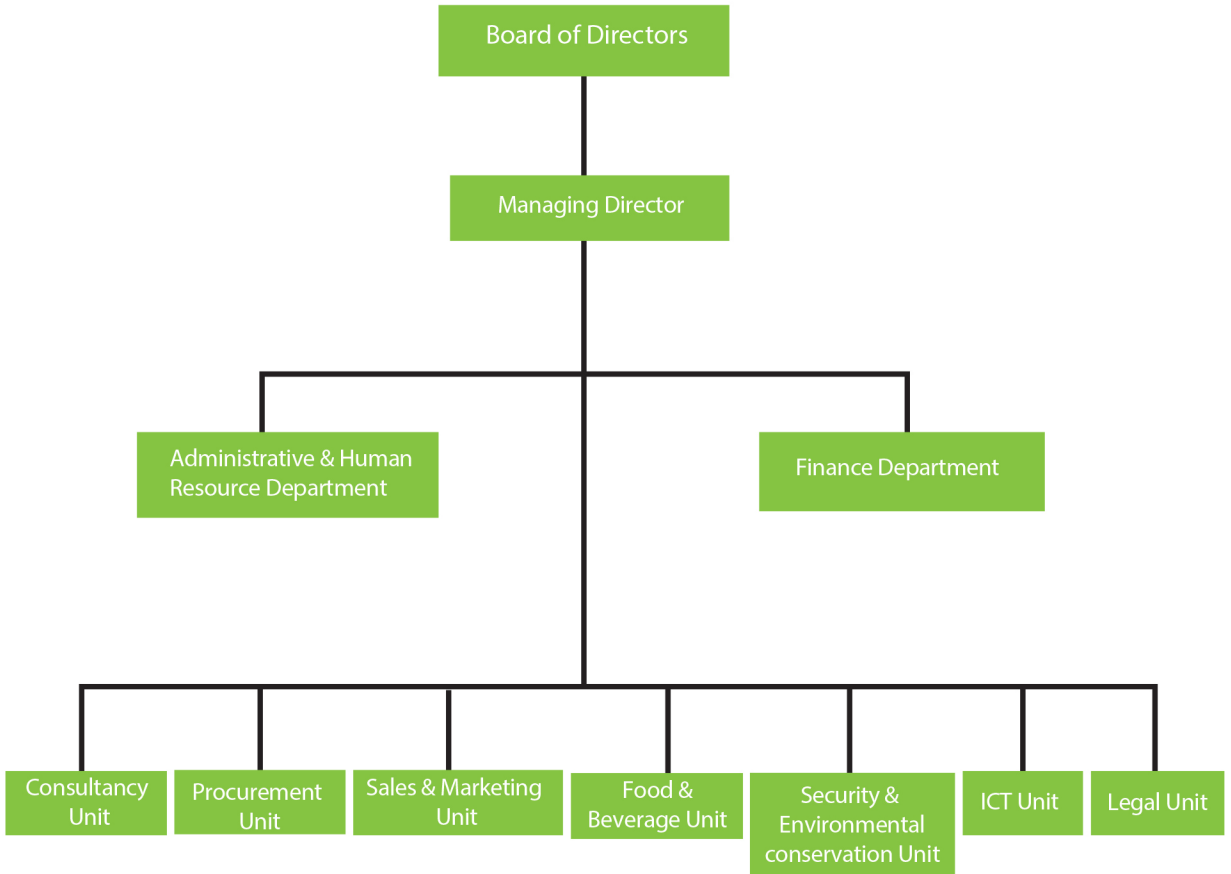 Board of Directors
Managing Director
Administrative & Human
Resource Department
Finance Department
Consultancy
Unit
Procurement
Unit
Sales & Marketing
Unit
Food &
Beverage Unit
Security &
Environmental
conservation Unit
ICT Unit
Legal Unit